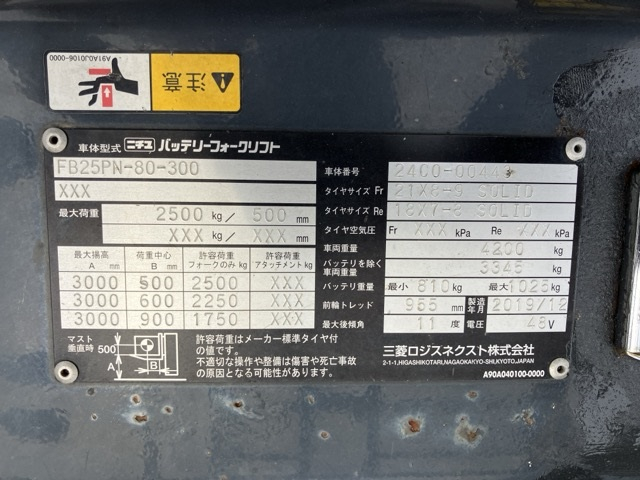 A91A0J0106-0000
注意
車体型式 ニチユ バッテリーフォークリフト
FB25PN-80-300
XXX
最大荷重 2500 kg/ 500 mm
XXX kg/ XXX mm
最大揚高 A mm 荷重中心 B mm 許容荷重 フォークのみ kg 許容荷重 アタッチメント kg
3000 500 2500 XXX
3000 600 2250 XXX
3000 900 1750 XXX
マスト垂直時 500 A B
許容荷重はメーカー標準タイヤ付
の値です。
不適切な操作や整備は傷害や死亡事故
の原因となる可能性があります。
車体番号
タイヤサイズ Fr 21X8-9 SOLID
タイヤサイズ Re 18X7-8 SOLID
タイヤ空気圧 Fr XXX kPa Re /// kPa
車両重量 4200 kg
バッテリを除く車両重量 3345 kg
バッテリ重量 最小 810 kg 最大 1025 kg
前輪トレッド 955 mm 製造年月 2019/12
最大後傾角 11 度 電圧 48 V
三菱ロジスネクスト株式会社
2-1-1,HIGASHIKOTARI,NAGAOKAKYO-SHI,KYOTO,JAPAN
A90A040100-0000